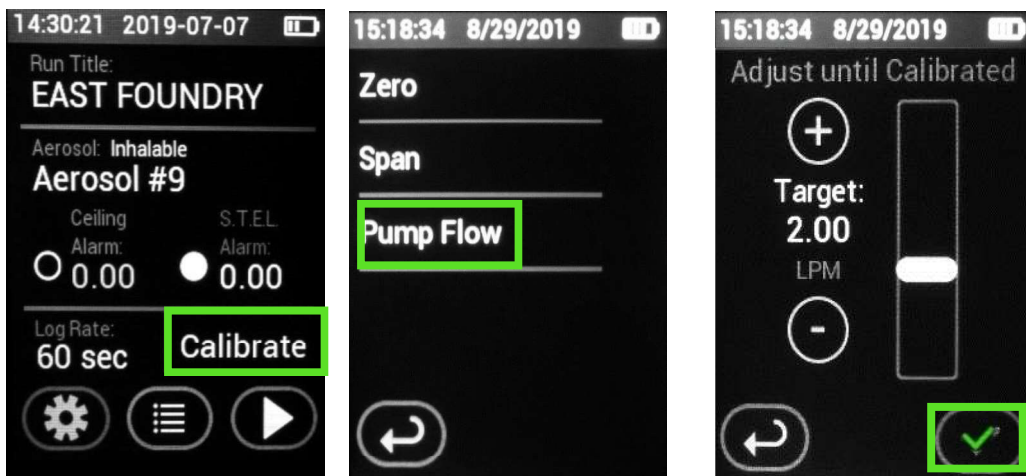 14:30:21 2019-07-07
Run Title:
EAST FOUNDRY
Aerosol: Inhalable
Aerosol #9
Ceiling
Alarm:
0.00
S.T.E.L.
Alarm:
0.00
Log Rate:
60 sec
Calibrate
15:18:34 8/29/2019
Zero
Span
Pump Flow
15:18:34 8/29/2019
Adjust until Calibrated
+
Target:
2.00
LPM
-